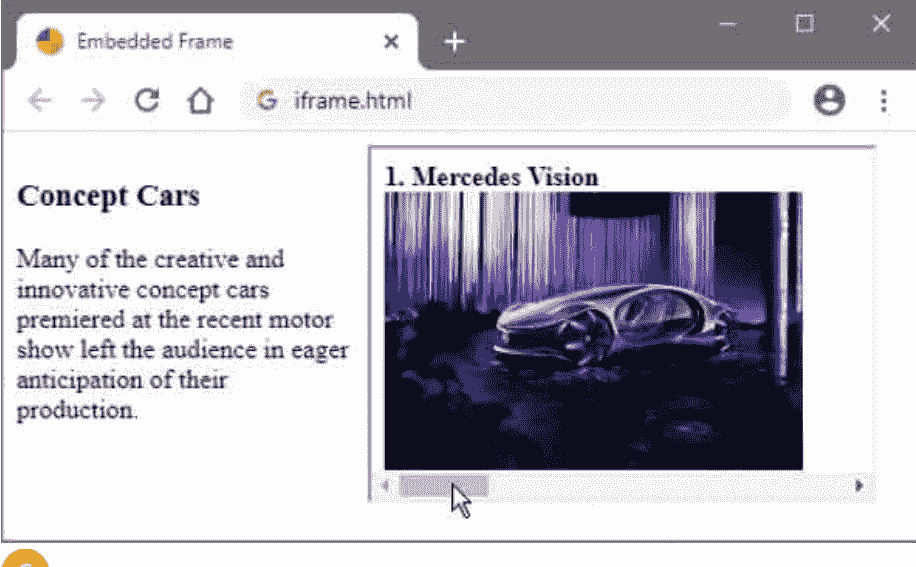 Embedded Frame
iframe.html
Concept Cars
Many of the creative and
innovative concept cars
premiered at the recent motor
show left the audience in eager
anticipation of their
production.
1. Mercedes Vision